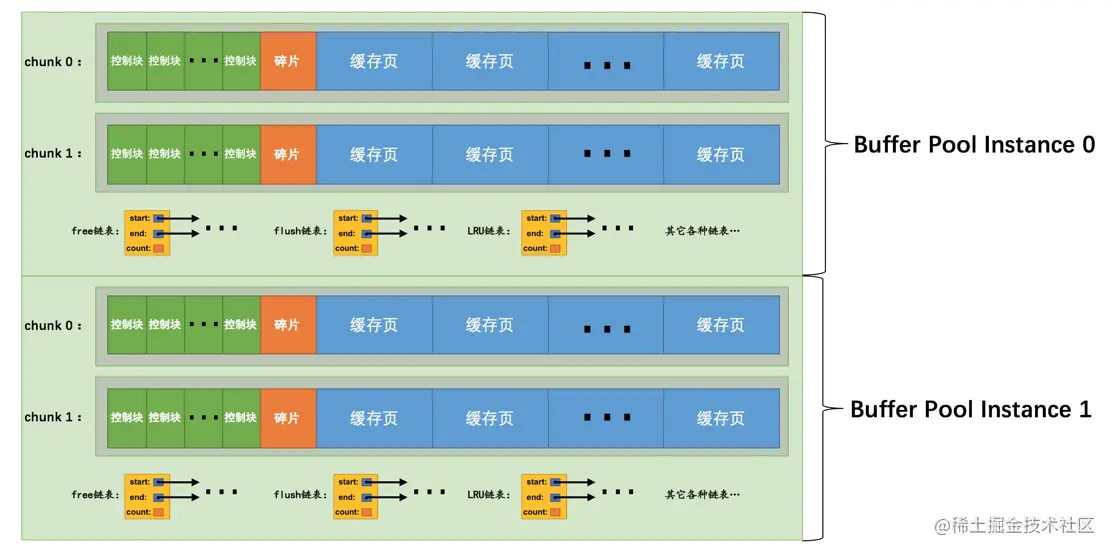 chunk 0 : 控制块 控制块 ··· 控制块 碎片 缓存页 缓存页 ··· 缓存页
chunk 1 : 控制块 控制块 ··· 控制块 碎片 缓存页 缓存页 ··· 缓存页
Buffer Pool Instance 0
free链表: start: end: count: ··· flush链表: start: end: count: ··· LRU链表: start: end: count: ··· 其它各种链表…
chunk 0 : 控制块 控制块 ··· 控制块 碎片 缓存页 缓存页 ··· 缓存页
chunk 1 : 控制块 控制块 ··· 控制块 碎片 缓存页 缓存页 ··· 缓存页
Buffer Pool Instance 1
free链表: start: end: count: ··· flush链表: start: end: count: ··· LRU链表: start: end: count: ··· 其它各种链表…
@稀土掘金技术社区